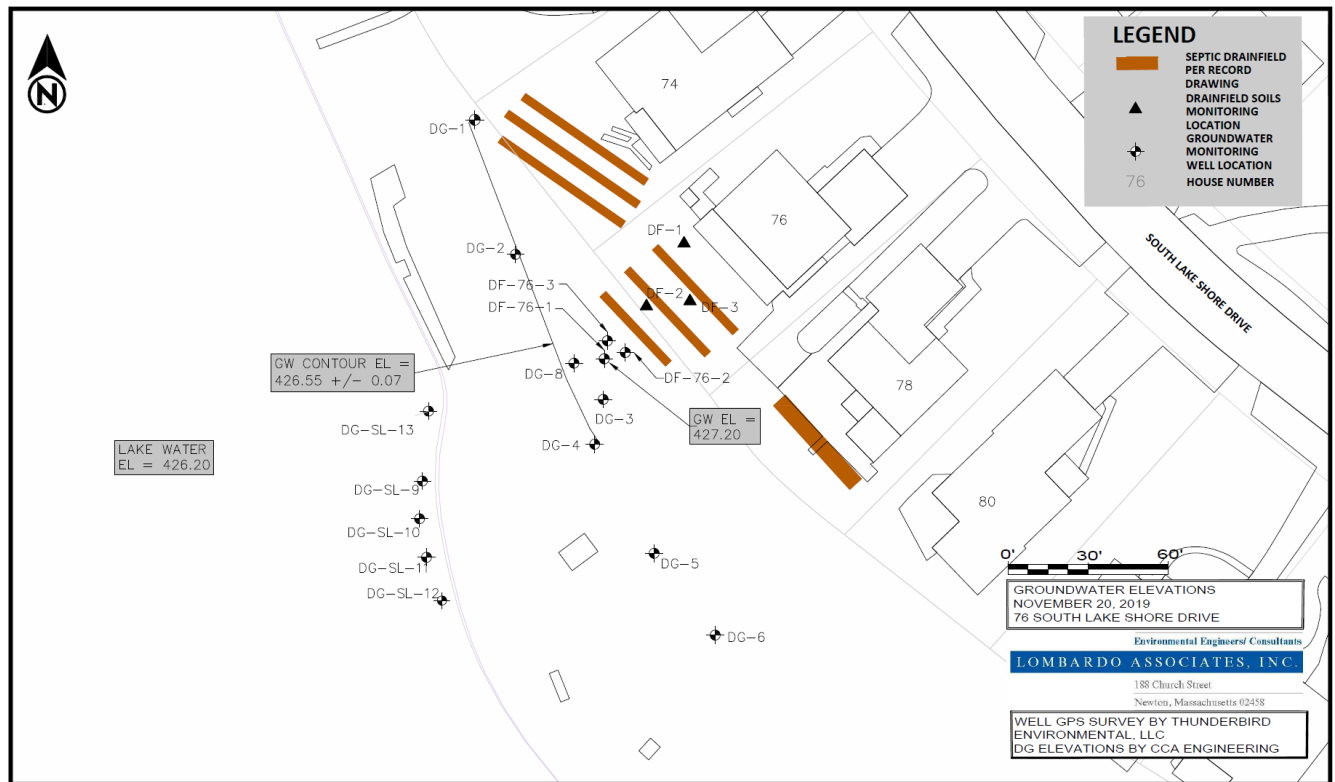 LEGEND
SEPTIC DRAINFIELD
PER RECORD
DRAWING
DRAINFIELD SOILS
MONITORING
LOCATION
GROUNDWATER
MONITORING
WELL LOCATION
76
HOUSE NUMBER
N
74
DG-1
76
DF-1
SOUTH LAKE SHORE DRIVE
DG-2
DF-76-3
DF-2
DF-76-1
DF-3
GW CONTOUR EL =
426.55 +/- 0.07
DG-8
DF-76-2
78
DG-3
GW EL =
427.20
DG-SL-13
DG-4
LAKE WATER
EL = 426.20
DG-SL-9
80
DG-SL-10
DG-5
DG-SL-11
DG-SL-12
DG-6
0'
30'
60'
GROUNDWATER ELEVATIONS
NOVEMBER 20, 2019
76 SOUTH LAKE SHORE DRIVE
Environmental Engineers/ Consultants
LOMBARDO ASSOCIATES, INC.
188 Church Street
Newton, Massachusetts 02458
WELL GPS SURVEY BY THUNDERBIRD
ENVIRONMENTAL, LLC
DG ELEVATIONS BY CCA ENGINEERING